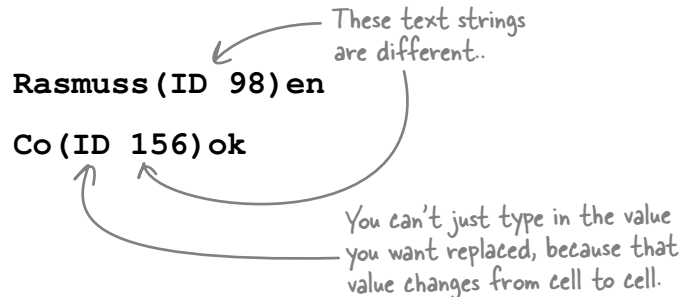 These text strings
are different..
Rasmuss(ID 98)en
Co(ID 156)ok
You can't just type in the value
you want replaced, because that
value changes from cell to cell.